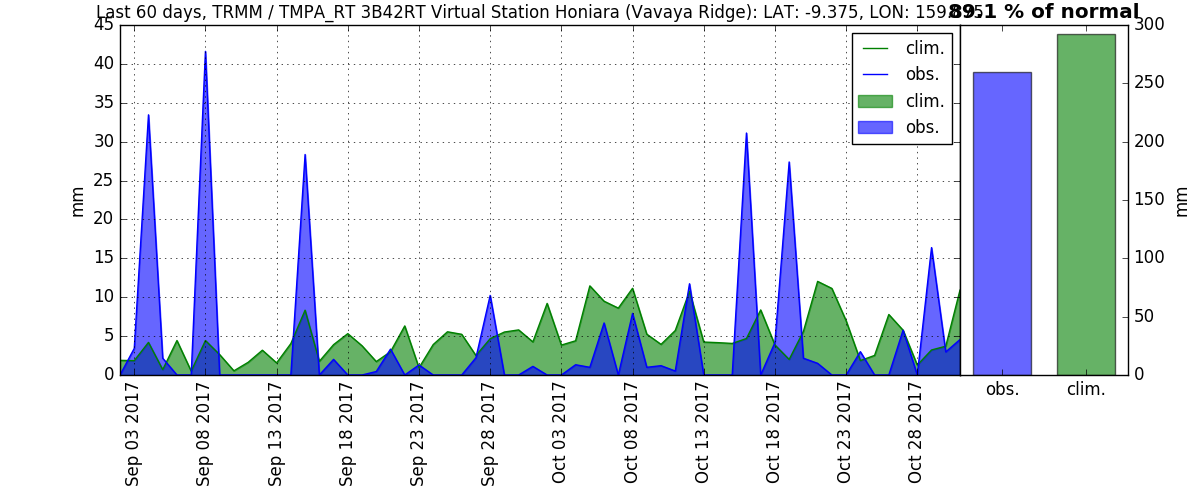 Last 60 days, TRMM / TMPA_RT 3B42RT Virtual Station Honiara (Vavaya Ridge): LAT: -9.375, LON:
89.1 % of normal
45
40
35
30
25
20
15
10
5
0
mm
clim.
obs.
clim.
obs.
Sep 03 2017
Sep 08 2017
Sep 13 2017
Sep 18 2017
Sep 23 2017
Sep 28 2017
Oct 03 2017
Oct 08 2017
Oct 13 2017
Oct 18 2017
Oct 23 2017
Oct 28 2017
300
250
200
150
100
50
0
mm
obs.
clim.